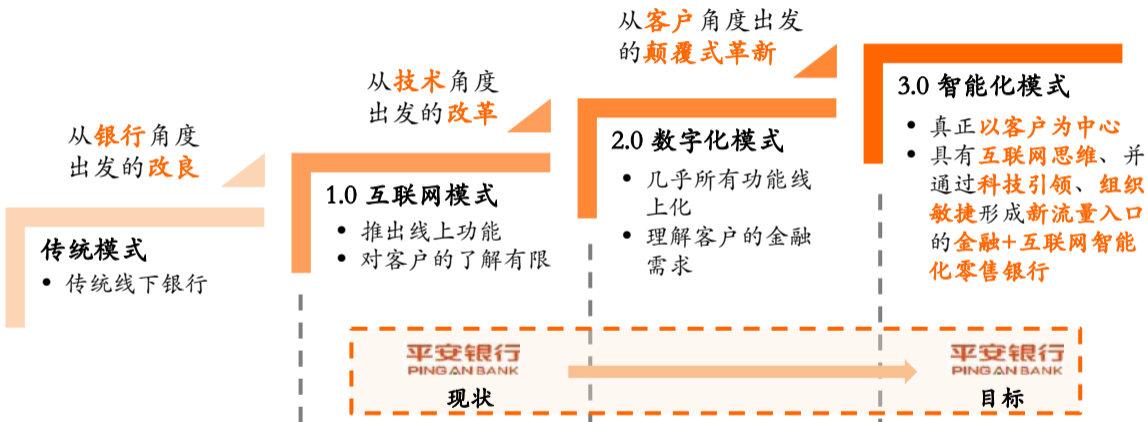 从银行角度
出发的改良
传统模式
• 传统线下银行
从技术角度
出发的改革
1.0 互联网模式
• 推出线上功能
• 对客户的了解有限
从客户角度出发
的颠覆式革新
2.0 数字化模式
• 几乎所有功能线
上化
• 理解客户的金融
需求
3.0 智能化模式
• 真正以客户为中心
• 具有互联网思维、并
通过科技引领、组织
敏捷形成新流量入口
的金融+互联网智能
化零售银行
平安银行
PING AN BANK
现状
平安银行
PING AN BANK
目标